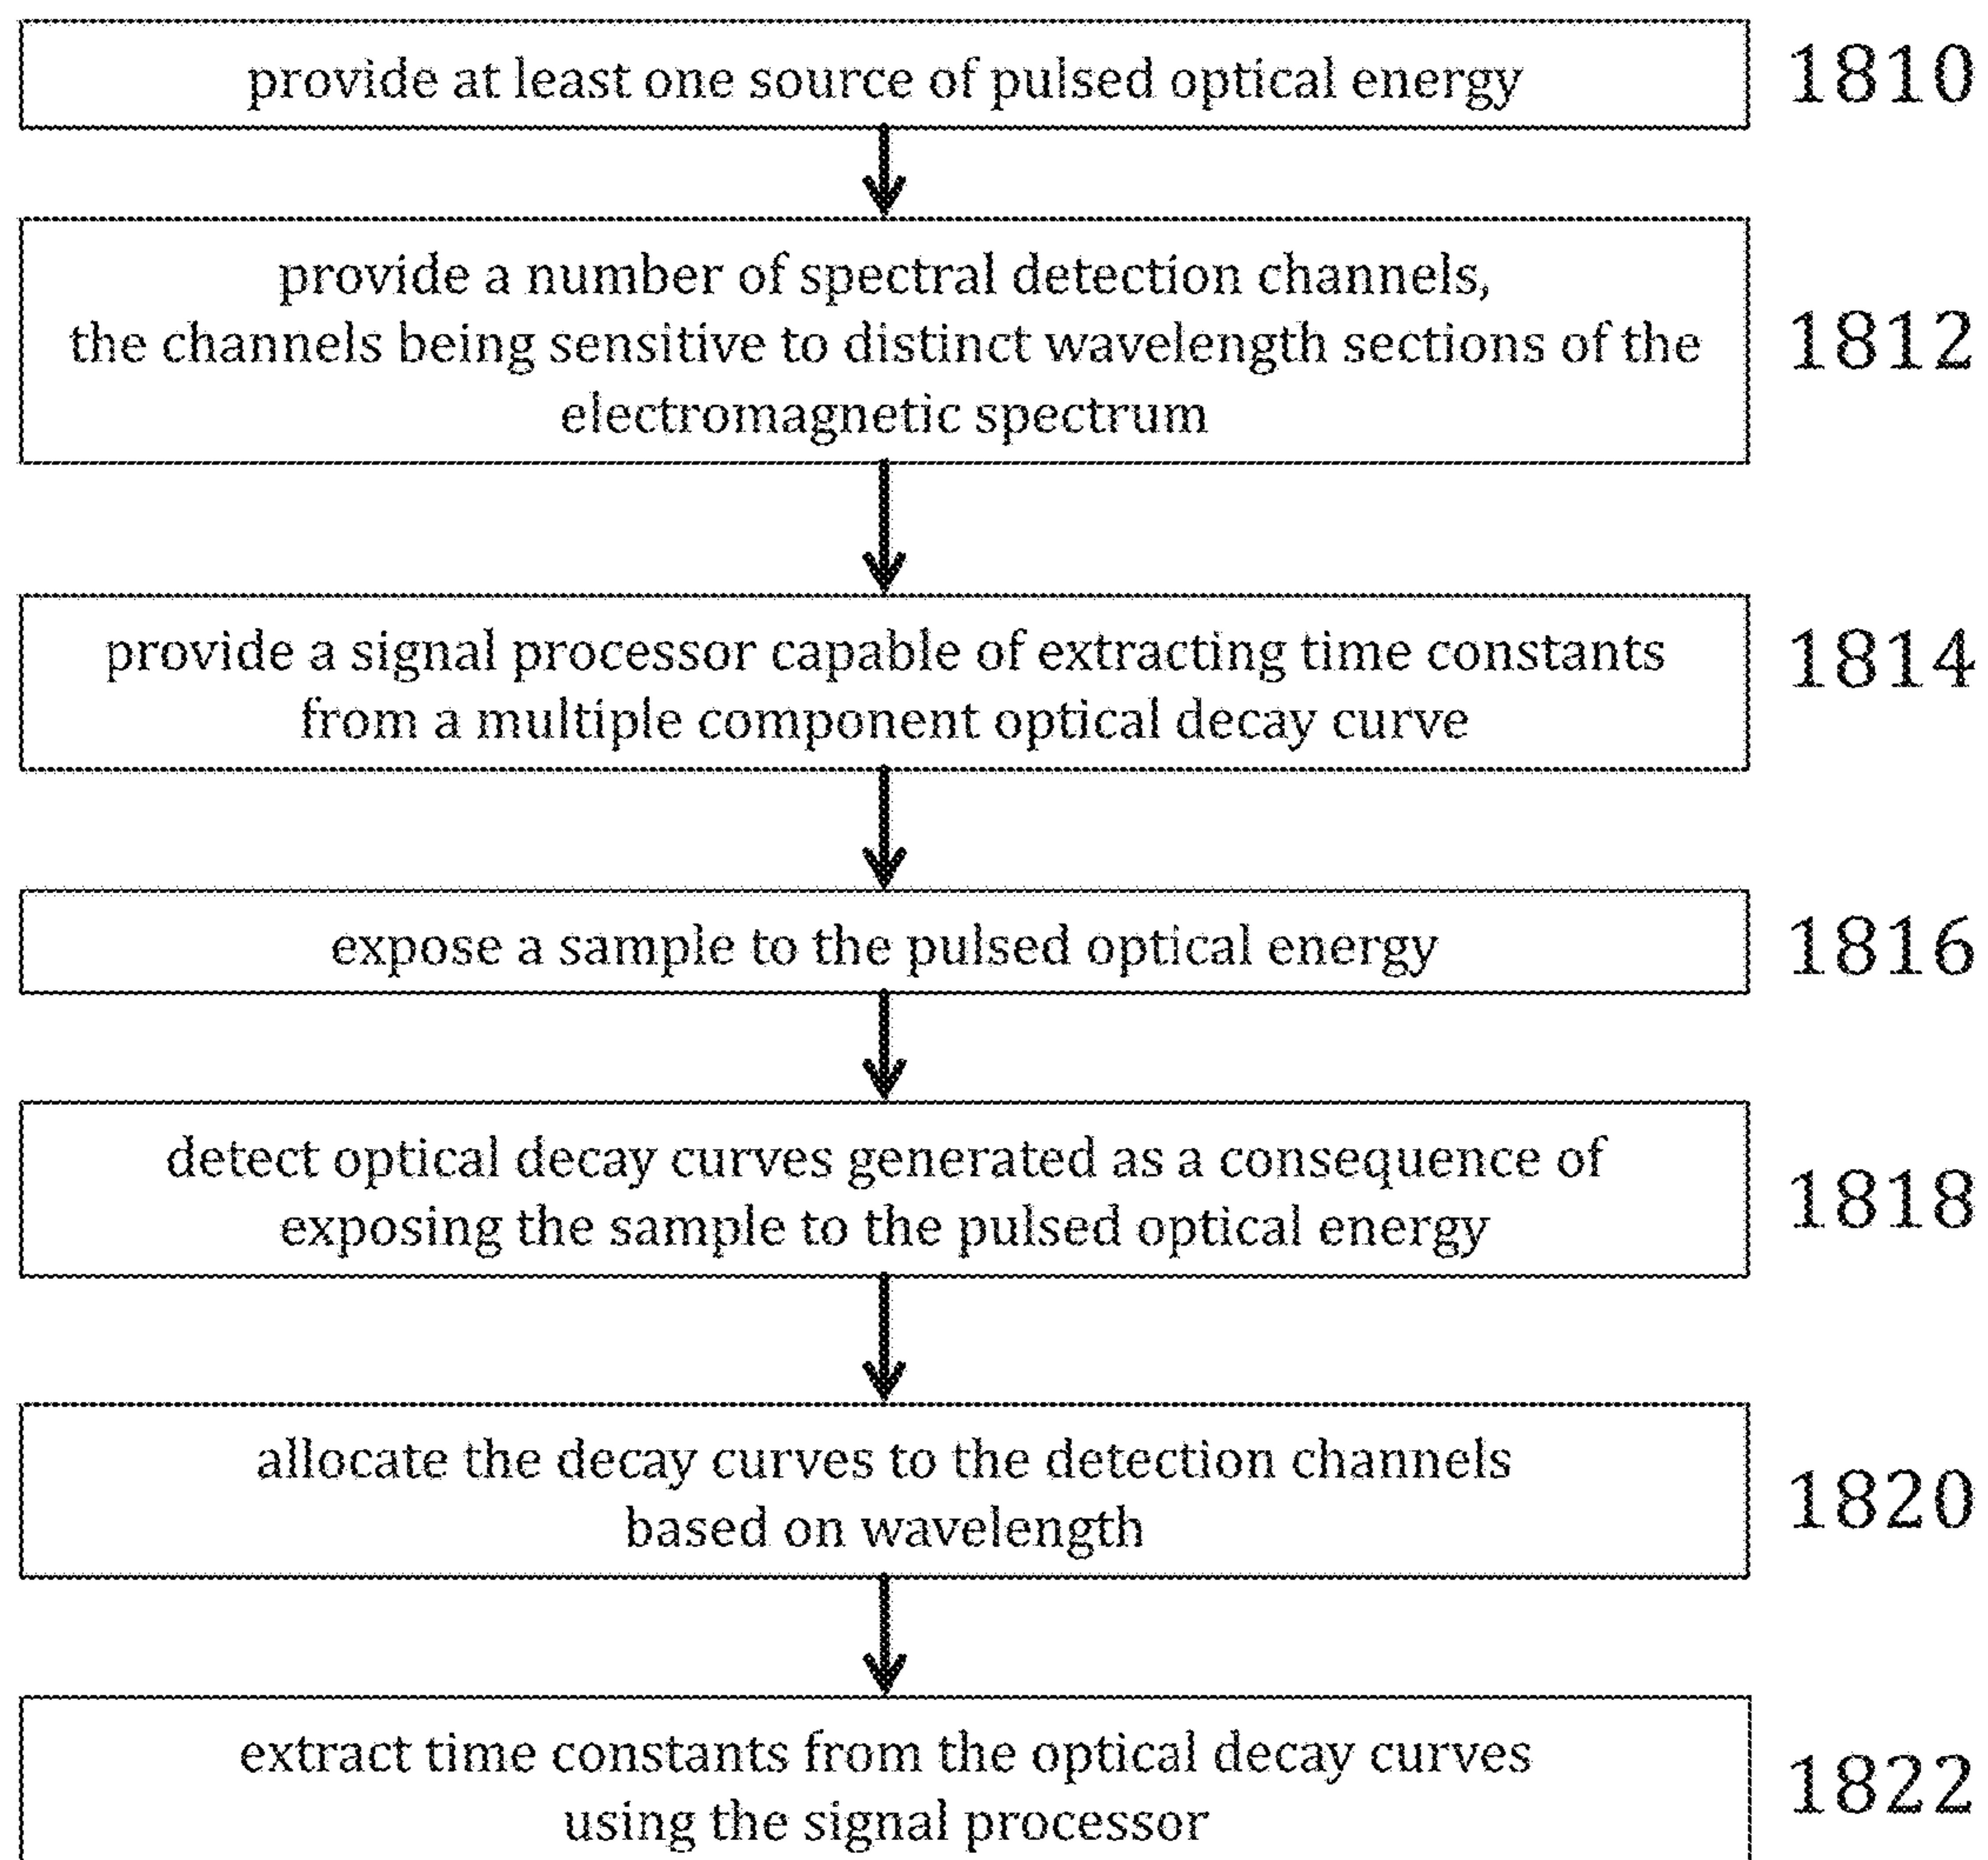 provide at least one source of pulsed optical energy
1810
provide a number of spectral detection channels,
the channels being sensitive to distinct wavelength sections of the
electromagnetic spectrum
1812
provide a signal processor capable of extracting time constants
from a multiple component optical decay curve
1814
expose a sample to the pulsed optical energy
1816
detect optical decay curves generated as a consequence of
exposing the sample to the pulsed optical energy
1818
allocate the decay curves to the detection channels
based on wavelength
1820
extract time constants from the optical decay curves
using the signal processor
1822